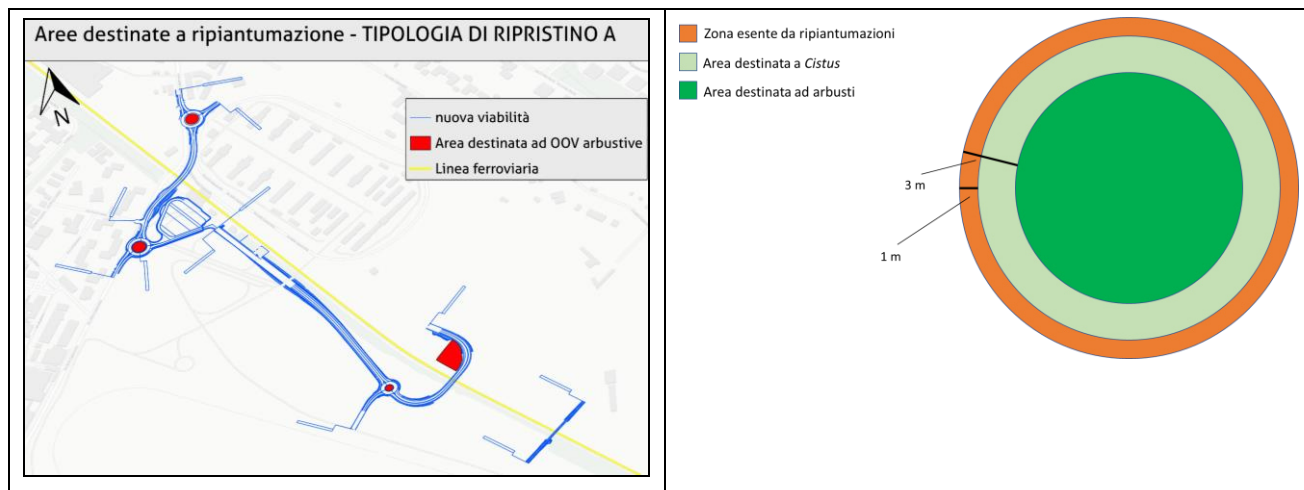 Aree destinate a ripiantumazione - TIPOLOGIA DI RIPRISTINO A
N
nuova viabilità
Area destinata ad OOV arbustive
Linea ferroviaria
Zona esente da ripiantumazioni
Area destinata a Cistus
Area destinata ad arbusti
3 m
1 m